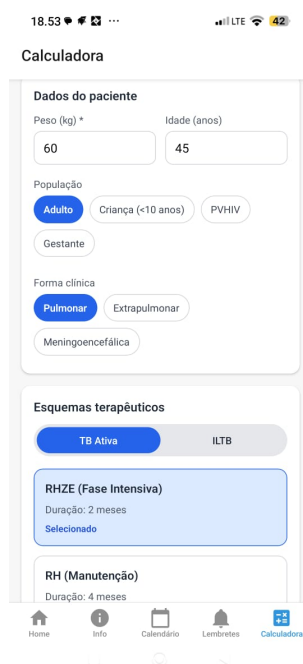 18.53
LTE 42
Calculadora
Dados do paciente
Peso (kg) * Idade (anos)
60 45
População
Adulto Criança (<10 anos) PVHIV
Gestante
Forma clínica
Pulmonar Extrapulmonar
Meningoencefálica
Esquemas terapêuticos
TB Ativa ILTB
RHZE (Fase Intensiva)
Duração: 2 meses
Selecionado
RH (Manutenção)
Duração: 4 meses
Home Info Calendário Lembretes Calculadora